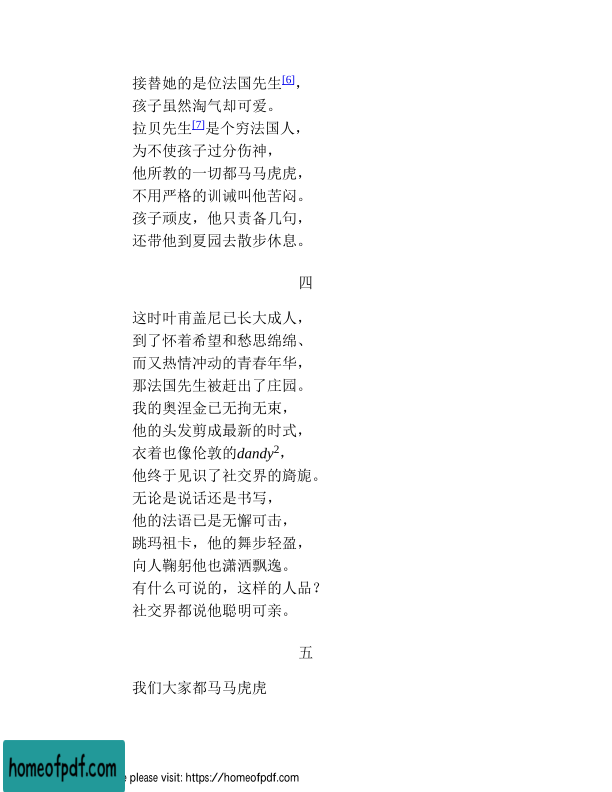 接替她的是位法国先生[6]，
孩子虽然淘气却可爱。
拉贝先生[7]是个穷法国人，
为不使孩子过分伤神，
他所教的一切都马马虎虎，
不用严格的训诫叫他苦闷。
孩子顽皮，他只责备几句，
还带他到夏园去散步休息。
四
这时叶甫盖尼已长大成人，
到了怀着希望和愁思绵绵、
而又热情冲动的青春年华，
那法国先生被赶出了庄园。
我的奥涅金已无拘无束，
他的头发剪成最新的时式，
衣着也像伦敦的dandy2，
他终于见识了社交界的旖旎。
无论是说话还是书写，
他的法语已是无懈可击，
跳玛祖卡，他的舞步轻盈，
向人鞠躬他也潇洒飘逸。
有什么可说的，这样的人品？
社交界都说他聪明可亲。
五
我们大家都马马虎虎
homeofpdf.com
please visit: https://homeofpdf.com